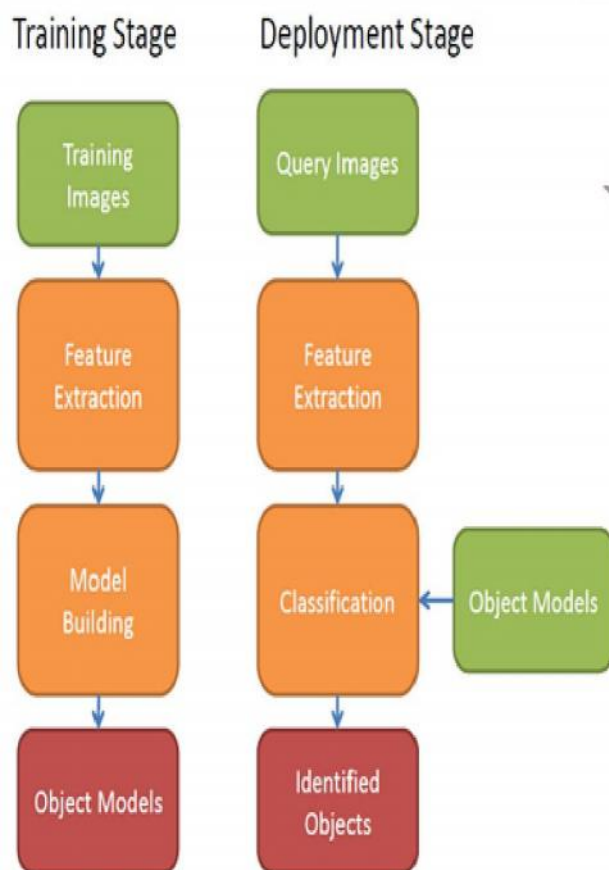 Training Stage
Deployment Stage
Training
Images
Query Images
Feature
Extraction
Feature
Extraction
Model
Building
Classification
Object Models
Object Models
Identified
Objects